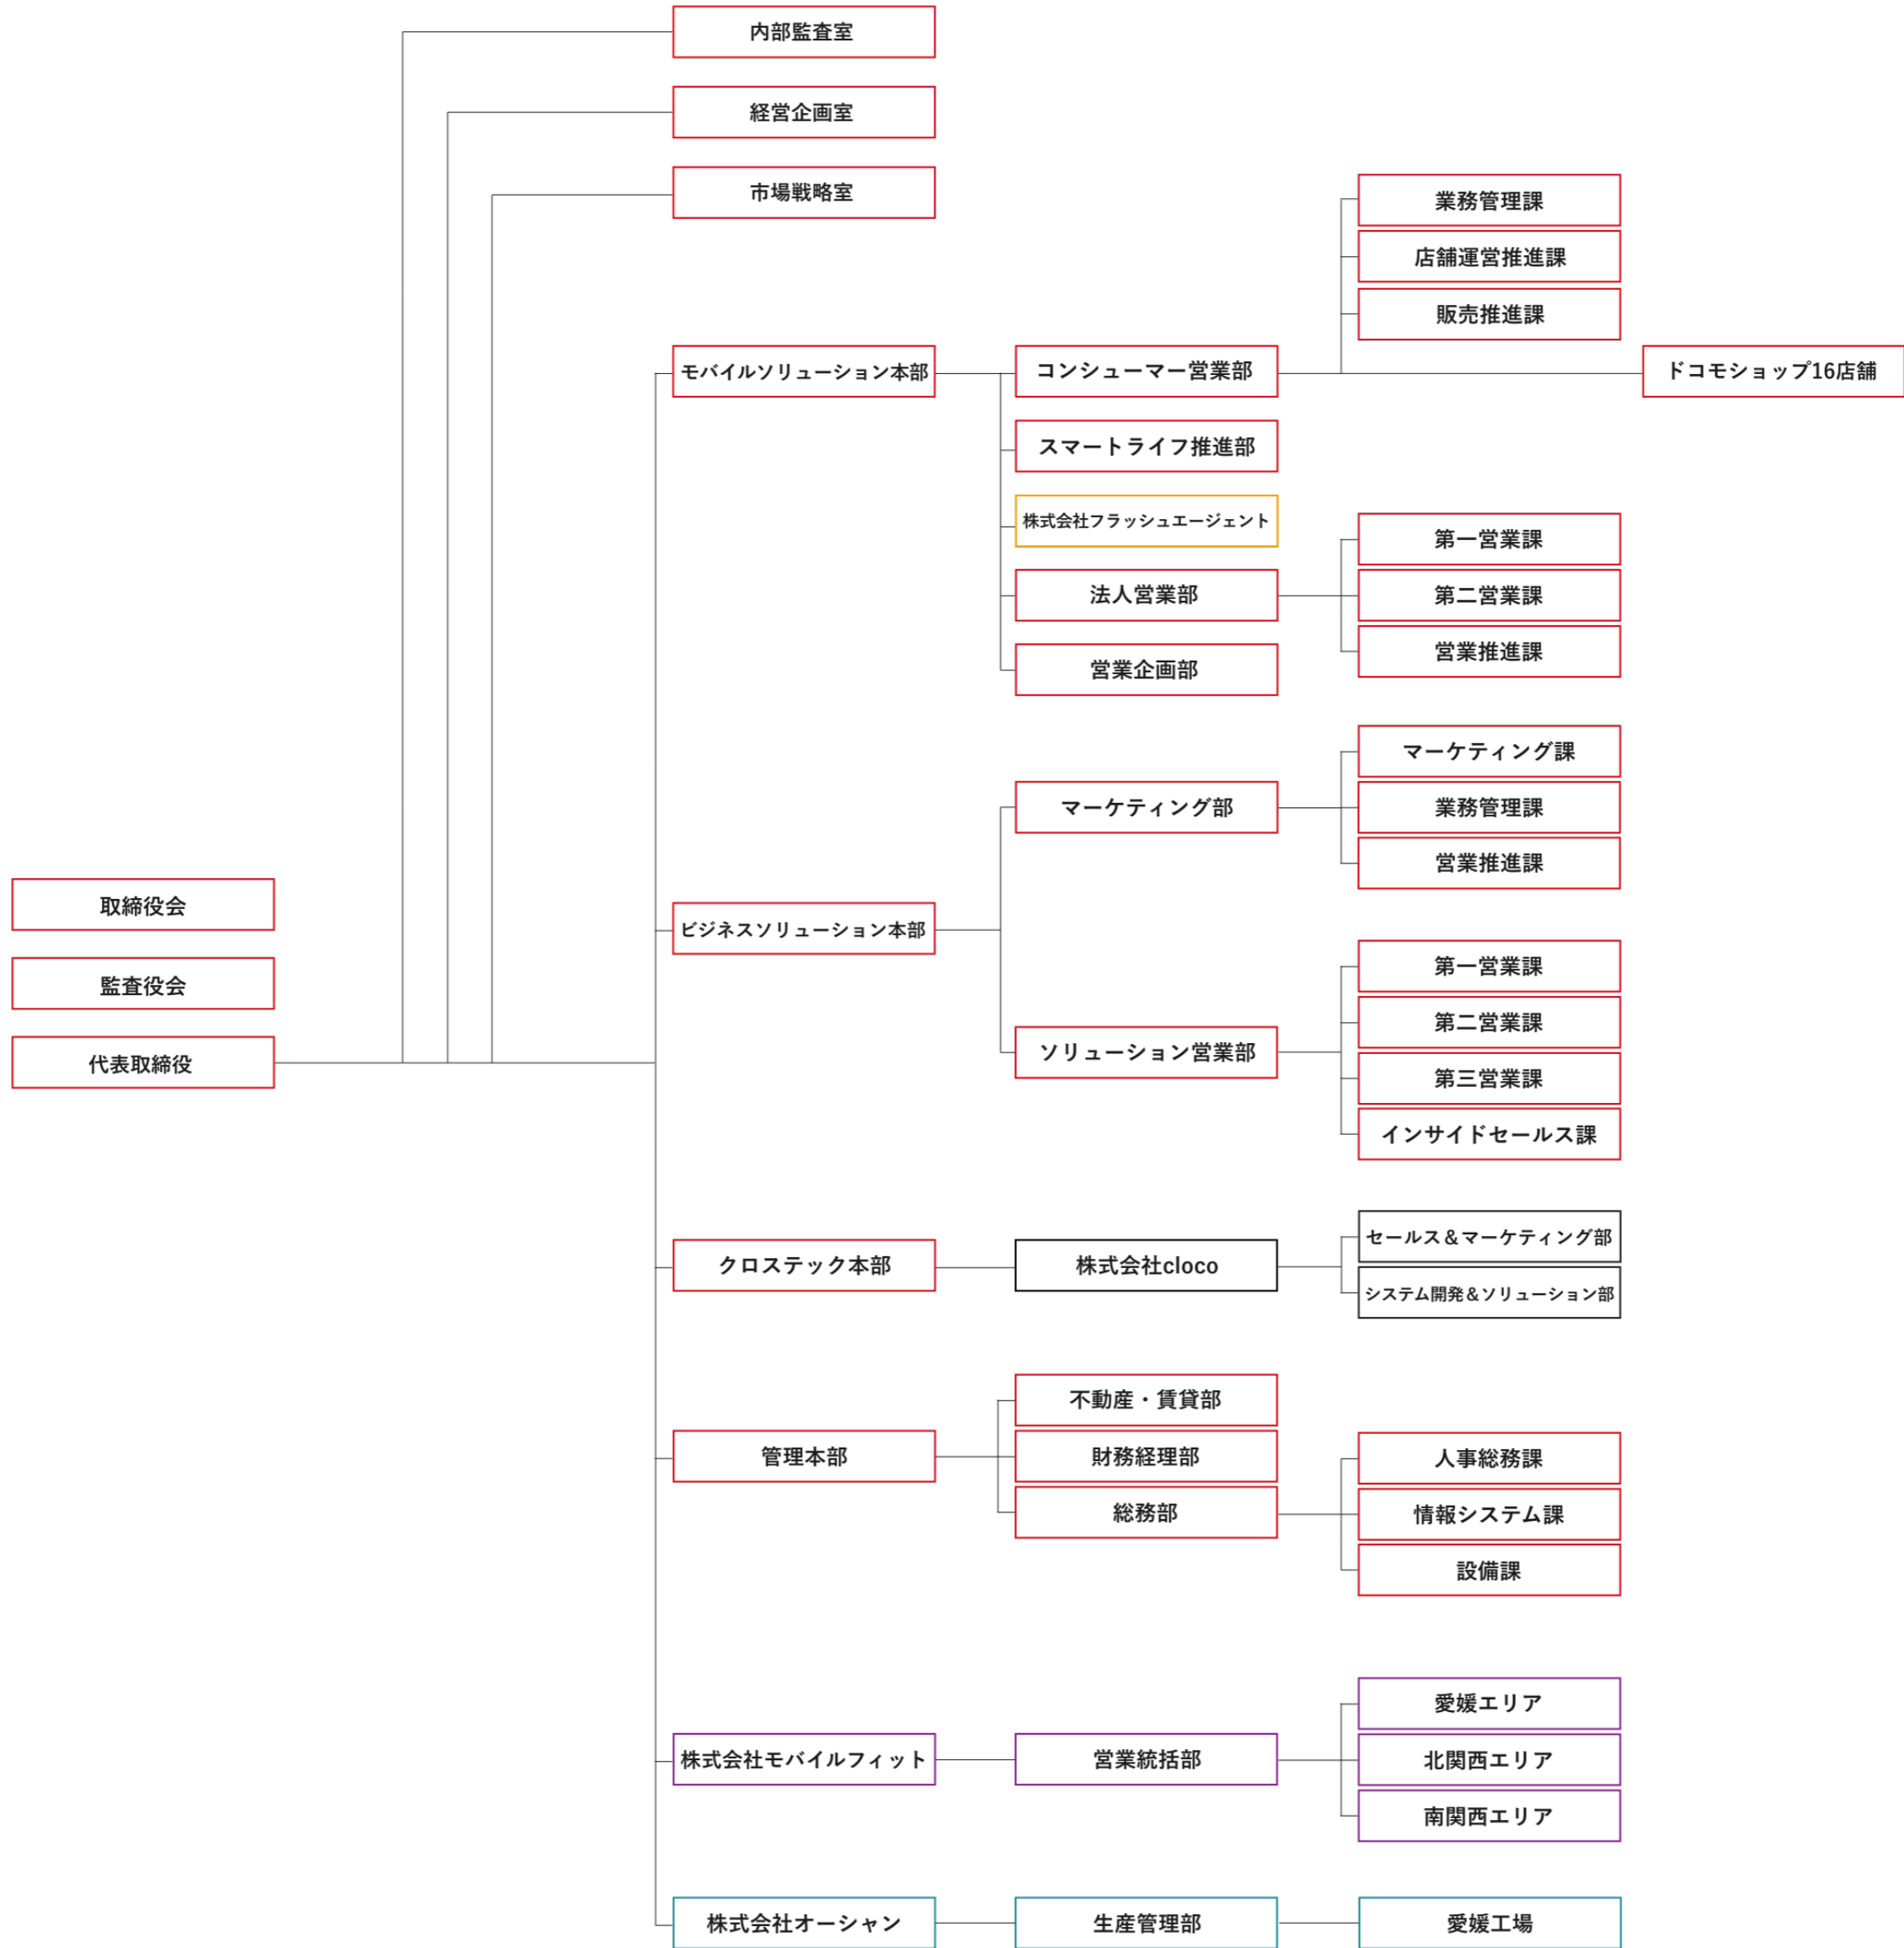 内部監査室
経営企画室
市場戦略室
業務管理課
店舗運営推進課
販売推進課
モバイルソリューション本部
コンシューマー営業部
ドコモショップ16店舗
スマートライフ推進部
株式会社フラッシュエージェント
第一営業課
法人営業部
第二営業課
営業推進課
営業企画部
マーケティング課
マーケティング部
業務管理課
営業推進課
取締役会
ビジネスソリューション本部
監査役会
第一営業課
第二営業課
代表取締役
ソリューション営業部
第三営業課
インサイドセールス課
セールス＆マーケティング部
クロステック本部
株式会社cloco
システム開発＆ソリューション部
不動産・賃貸部
管理本部
財務経理部
人事総務課
総務部
情報システム課
設備課
愛媛エリア
株式会社モバイルフィット
営業統括部
北関西エリア
南関西エリア
株式会社オーシャン
生産管理部
愛媛工場